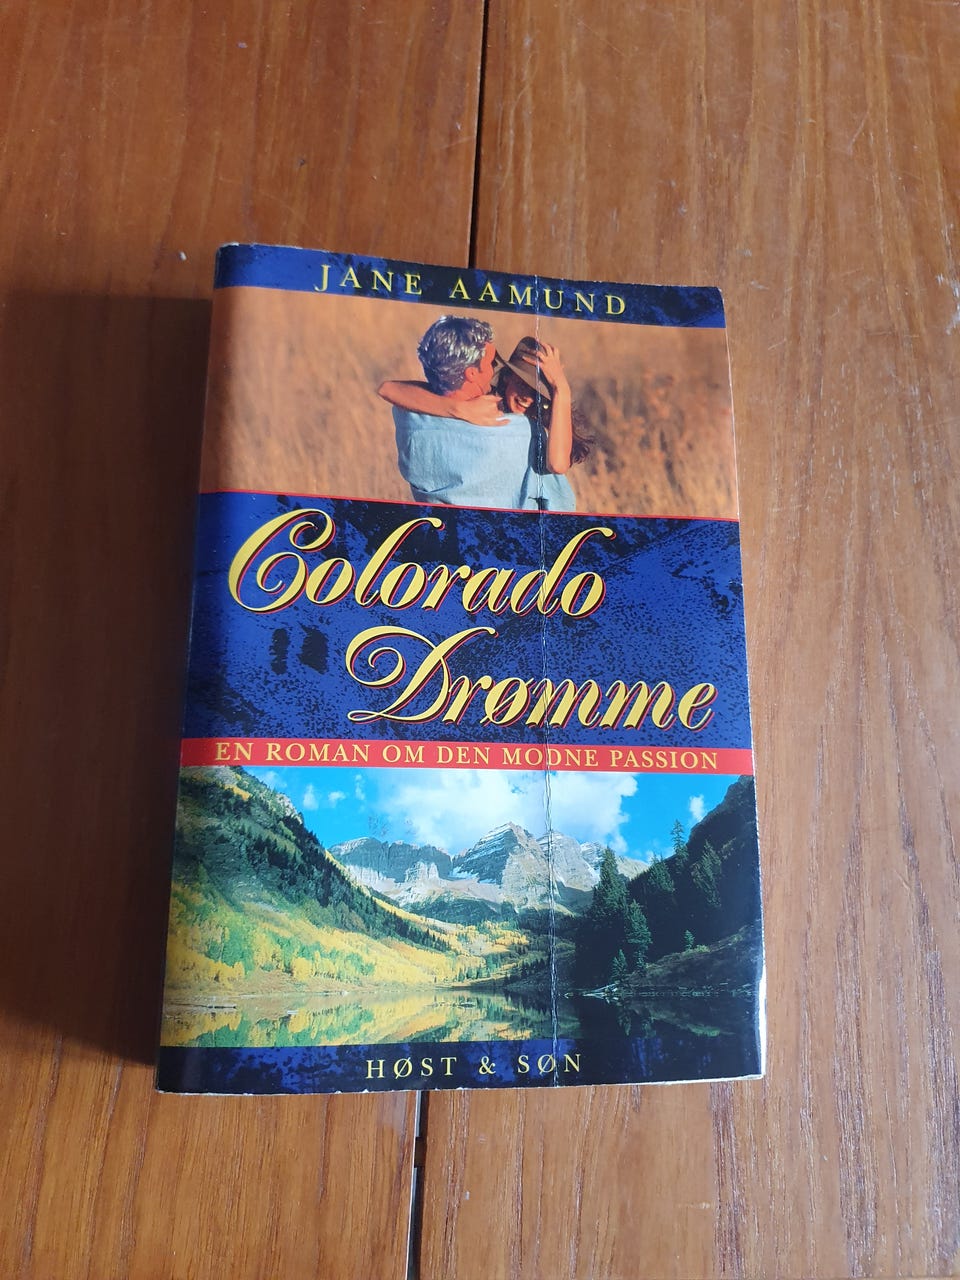 JANE AAMUND
Colorado
Drømme
EN ROMAN OM DEN MODNE PASSION
HØST & SØN